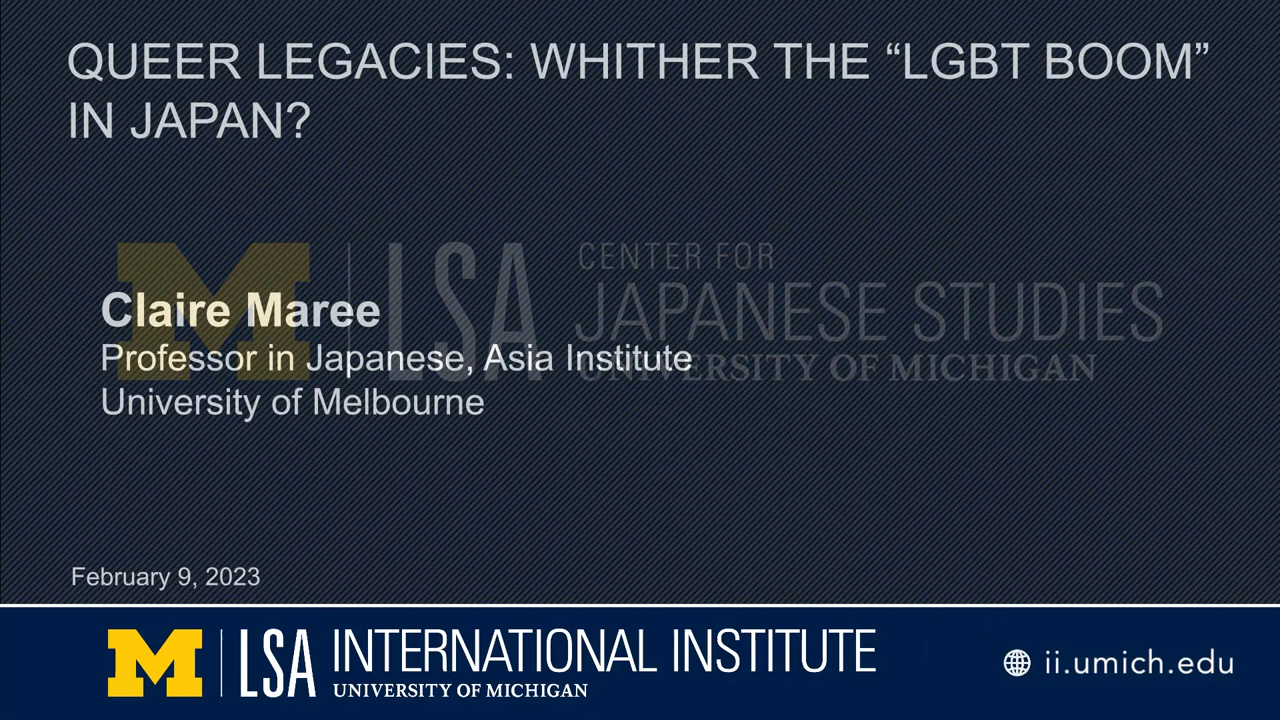 QUEER LEGACIES: WHITHER THE “LGBT BOOM”
IN JAPAN?
M LSA CENTER FOR
JAPANESE STUDIES
UNIVERSITY OF MICHIGAN
Claire Maree
Professor in Japanese, Asia Institute
University of Melbourne
February 9, 2023
M LSA INTERNATIONAL INSTITUTE
UNIVERSITY OF MICHIGAN
ii.umich.edu